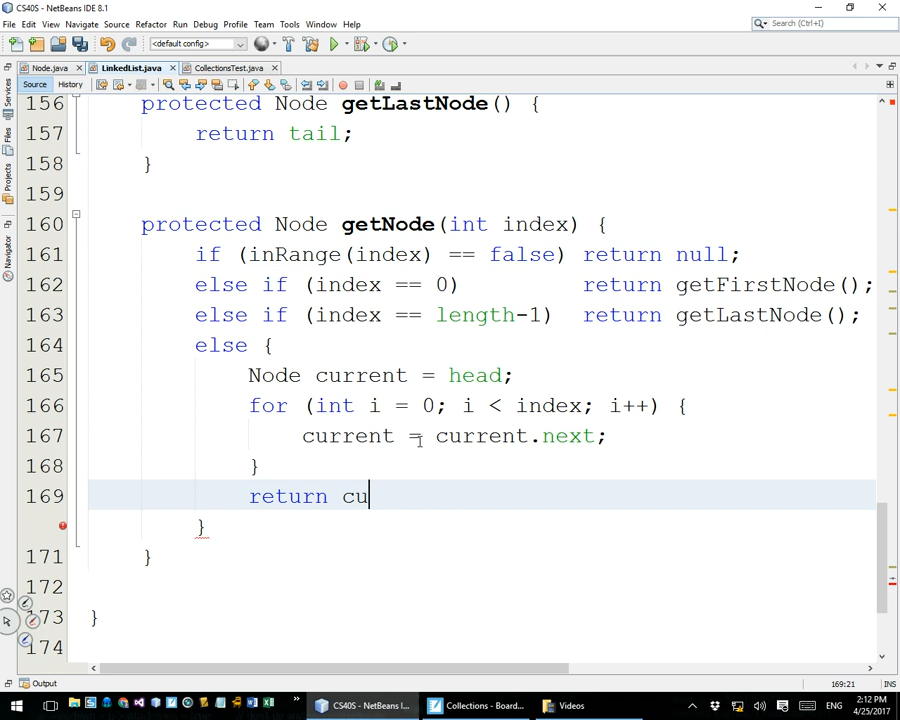 CS40S - NetBeans IDE 8.1
File Edit View Navigate Source Refactor Run Debug Profile Team Tools Window Help
<default config>
Search (Ctrl+I)
Node.java
LinkedList.java
CollectionsTest.java
Source
History
Services
Files
Projects
Navigator
156 protected Node getLastNode() {
157 return tail;
158 }
159
160 protected Node getNode(int index) {
161 if (inRange(index) == false) return null;
162 else if (index == 0) return getFirstNode();
163 else if (index == length-1) return getLastNode();
164 else {
165 Node current = head;
166 for (int i = 0; i < index; i++) {
167 current = current.next;
168 }
169 return cu
}
171 }
172
173 }
174
Output
169:21
INS
CS40S - NetBeans I...
Collections - Board...
Videos
ENG
2:12 PM
4/25/2017